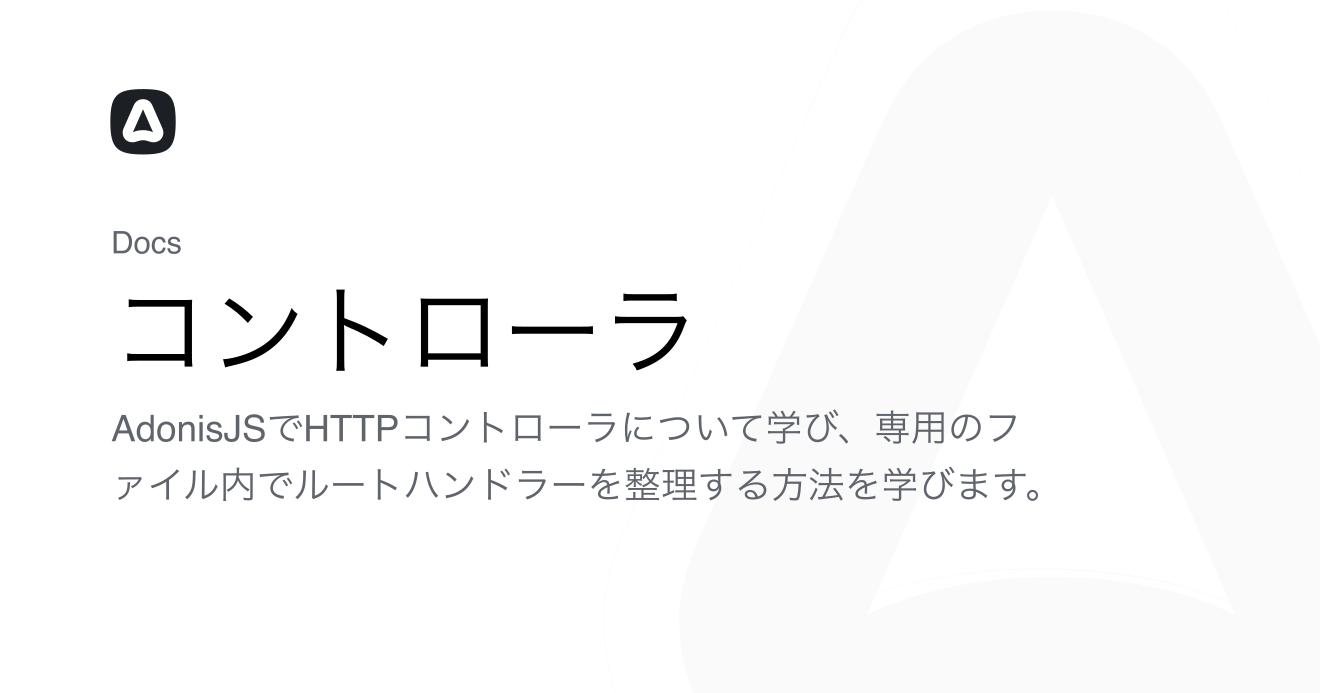 Docs
コントローラ
AdonisJSでHTTPコントローラについて学び、専用のフ
ァイル内でルートハンドラーを整理する方法を学びます。